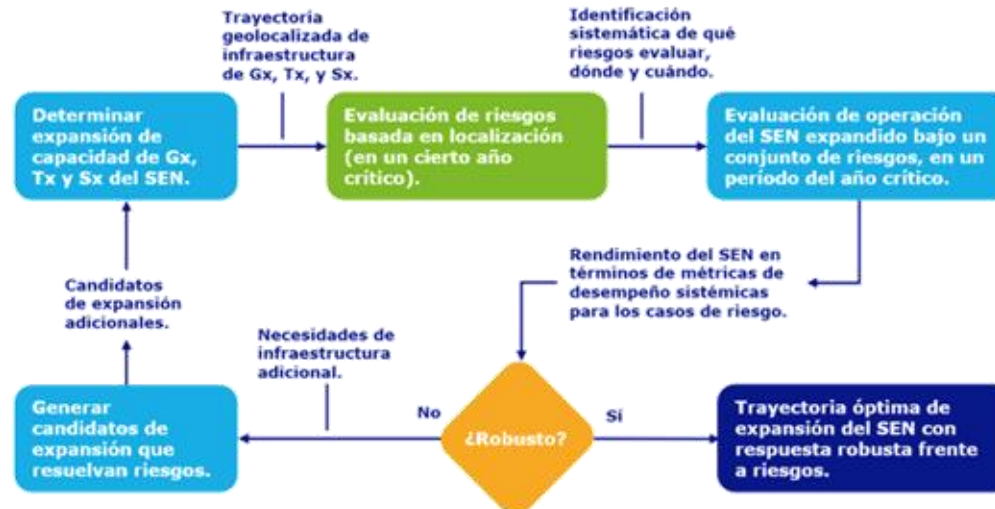 Trayectoría
geolocalizada de
infraestructura
de Gx, Tx, y Sx.
Identificación
sistemática de qué
riesgos evaluar,
dónde y cuándo.
Determinar
expansión de
capacidad de Gx,
Tx y Sx del SEN.
Evaluación de riesgos
basada en localización
(en un cierto año
crítico).
Evaluación de operación
del SEN expandido bajo un
conjunto de riesgos, en un
período del año crítico.
Rendimiento del SEN en
términos de métricas de
desempeño sistémicas
para los casos de riesgo.
Candidatos
de expansión
adicionales.
Necesidades de
infraestructura
adicional.
Generar
candidatos de
expansión que
resuelvan riesgos.
No
¿Robusto?
Sí
Trayectoria óptima de
expansión del SEN con
respuesta robusta frente
a riesgos.